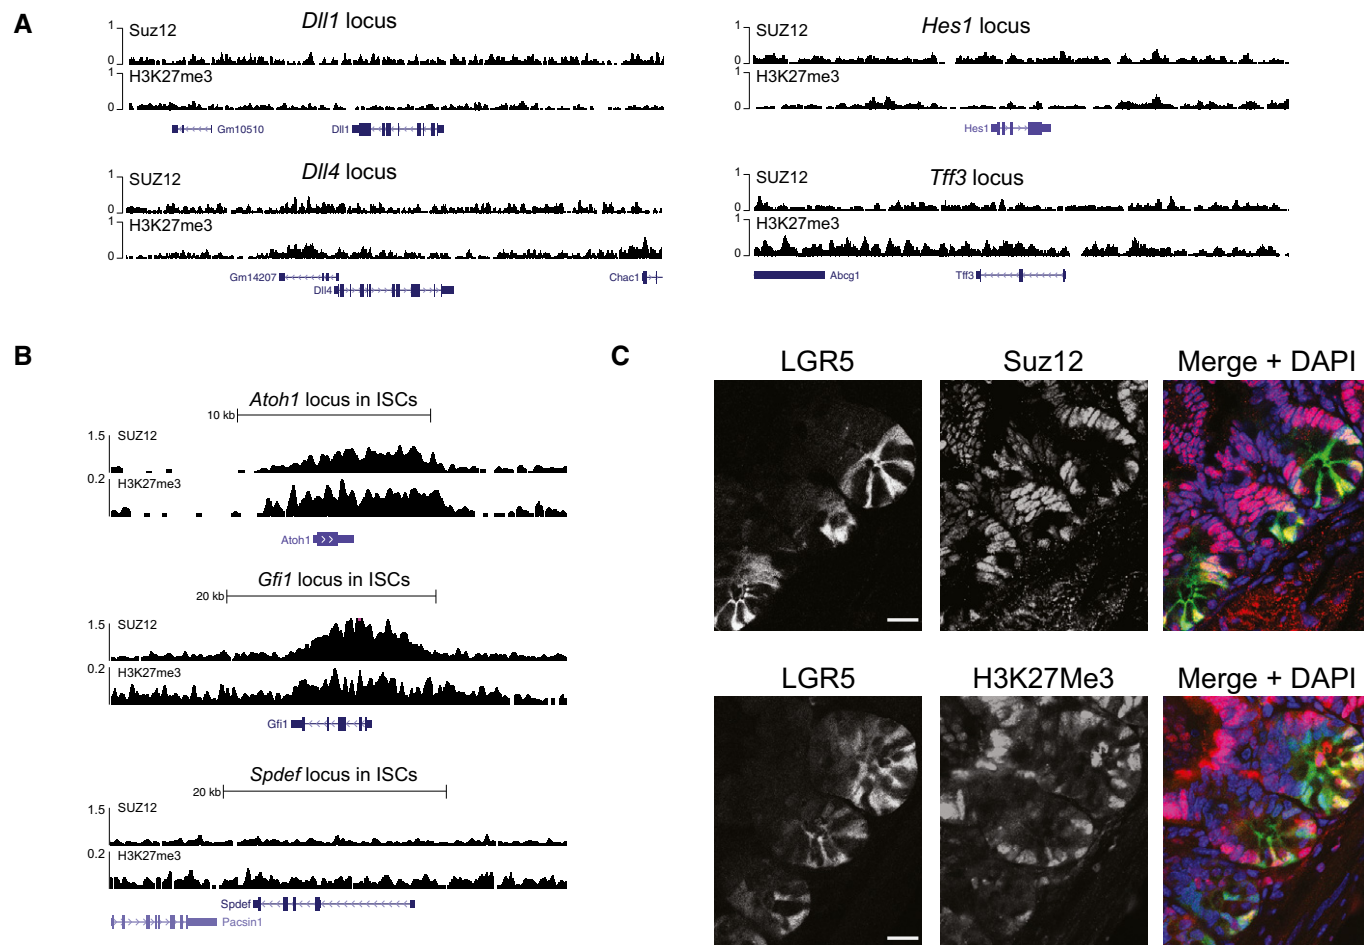 A
Dll1 locus
1
Suz12
0
1
H3K27me3
0
Gm10510
Dll1
Hes1 locus
1
SUZ12
0
1
H3K27me3
0
Hes1
Dll4 locus
1
SUZ12
0
1
H3K27me3
0
Gm14207
Chac1
Dll4
Tff3 locus
1
SUZ12
0
1
H3K27me3
0
Abcg1
Tff3
B
Atoh1 locus in ISCs
10 kb
1.5
SUZ12
0.2
H3K27me3
Atoh1
Gfi1 locus in ISCs
20 kb
1.5
SUZ12
0.2
H3K27me3
Gfi1
Spdef locus in ISCs
20 kb
1.5
SUZ12
0.2
H3K27me3
Spdef
Pacsin1
C
LGR5
Suz12
Merge + DAPI
LGR5
H3K27Me3
Merge + DAPI